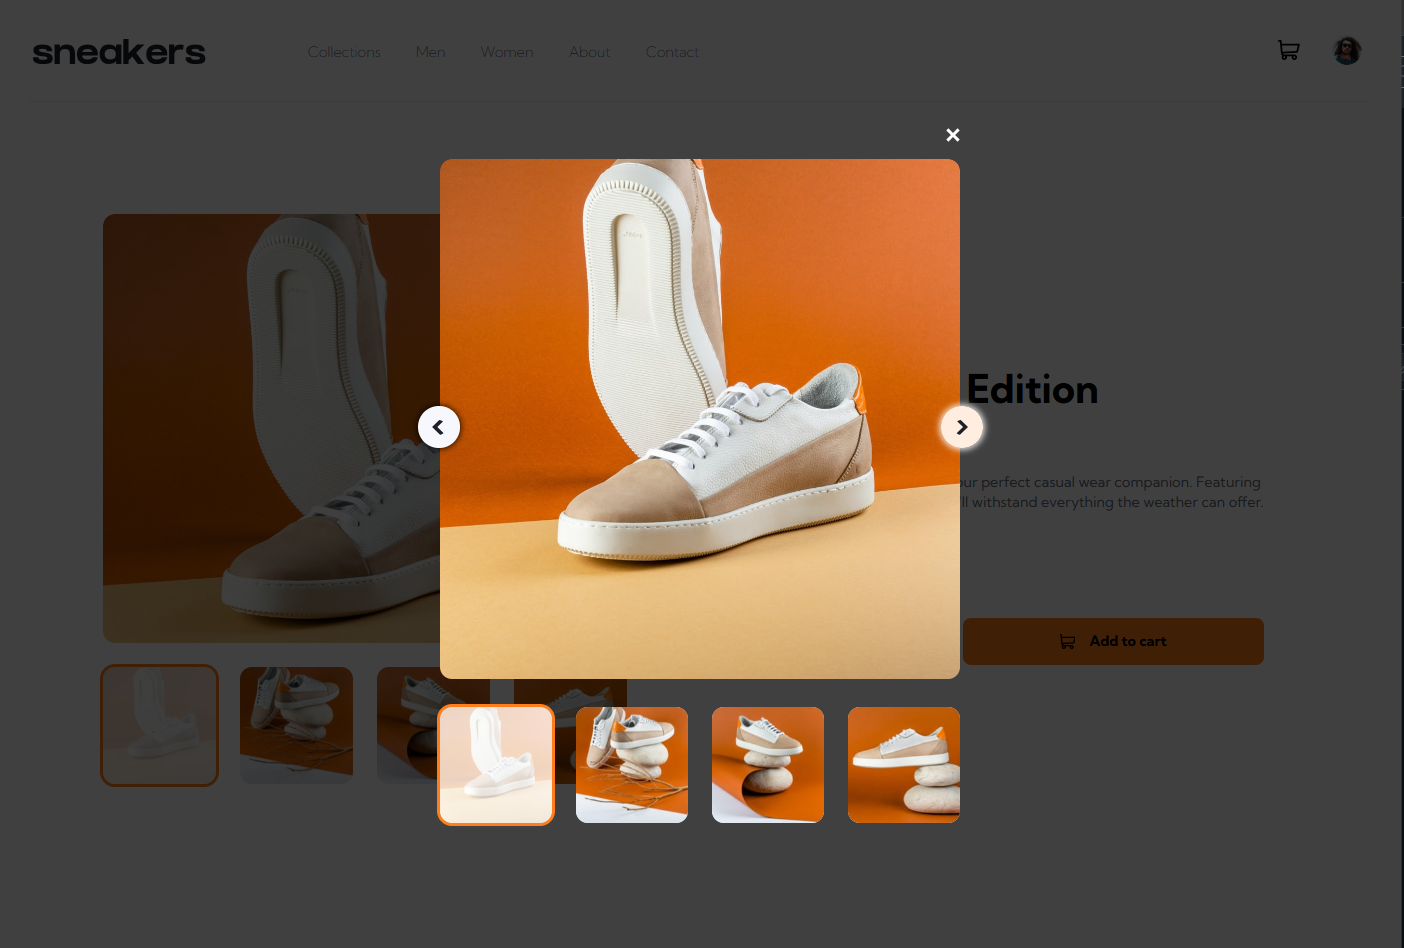 sneakers
Collections Men Women About Contact
Edition
ur perfect casual wear companion. Featuring
'll withstand everything the weather can offer.
Add to cart